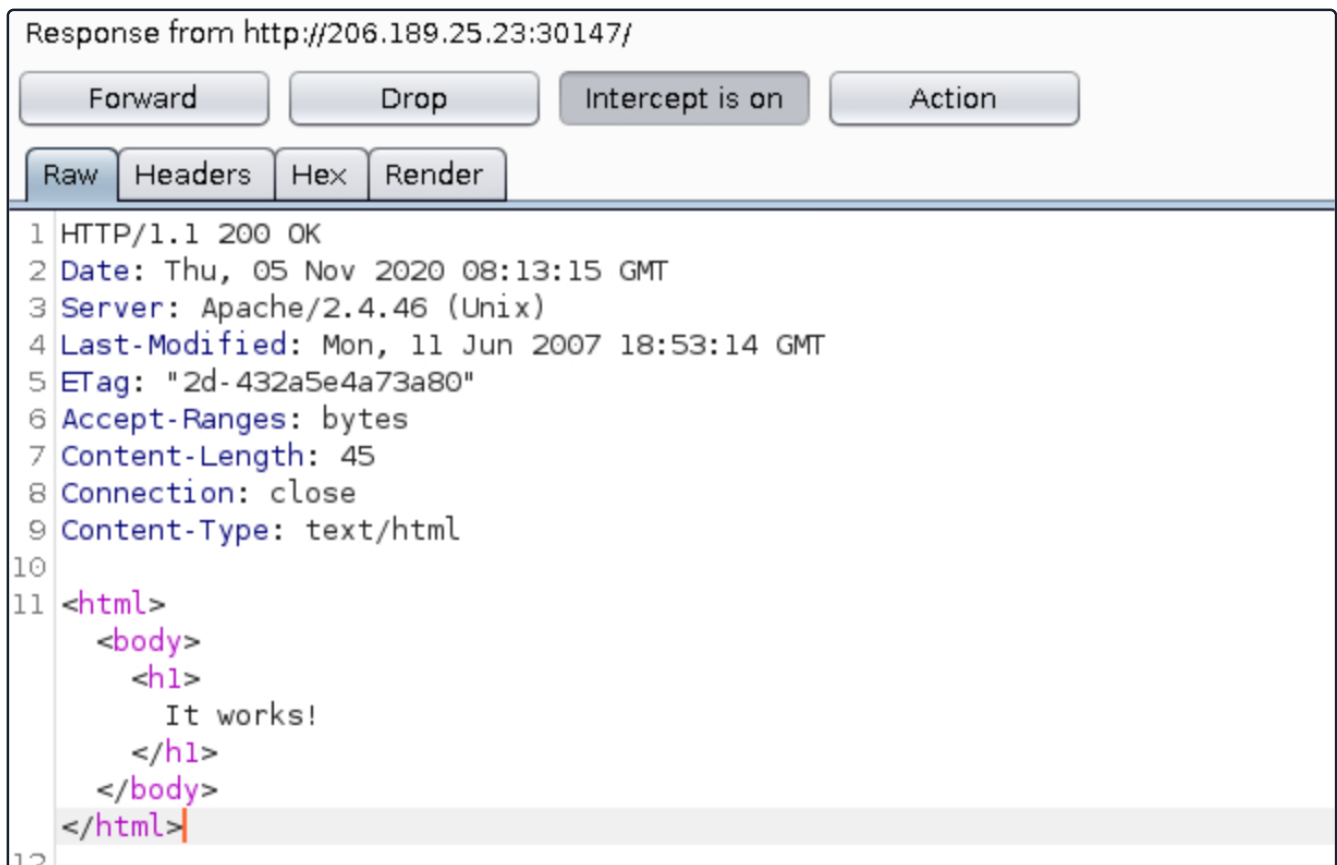 Response from http://206.189.25.23:30147/
Forward Drop Intercept is on Action
Raw Headers Hex Render
1 HTTP/1.1 200 OK
2 Date: Thu, 05 Nov 2020 08:13:15 GMT
3 Server: Apache/2.4.46 (Unix)
4 Last-Modified: Mon, 11 Jun 2007 18:53:14 GMT
5 ETag: "2d-432a5e4a73a80"
6 Accept-Ranges: bytes
7 Content-Length: 45
8 Connection: close
9 Content-Type: text/html
10
11 <html>
<body>
<h1>
It works!
</h1>
</body>
</html>
12